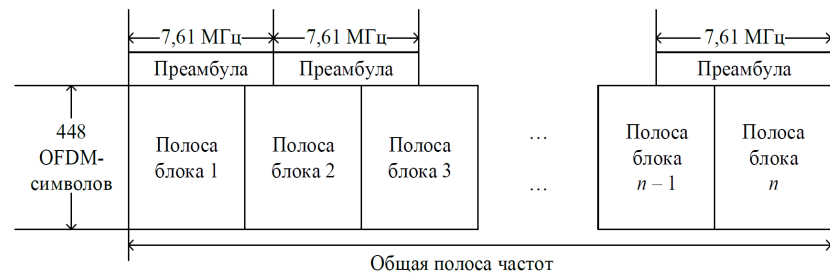 7,61 МГц 7,61 МГц 7,61 МГц
Преамбула Преамбула Преамбула
448
OFDM-
символов
Полоса
блока 1
Полоса
блока 2
Полоса
блока 3
...
...
Полоса
блока
n – 1
Полоса
блока
n
Общая полоса частот